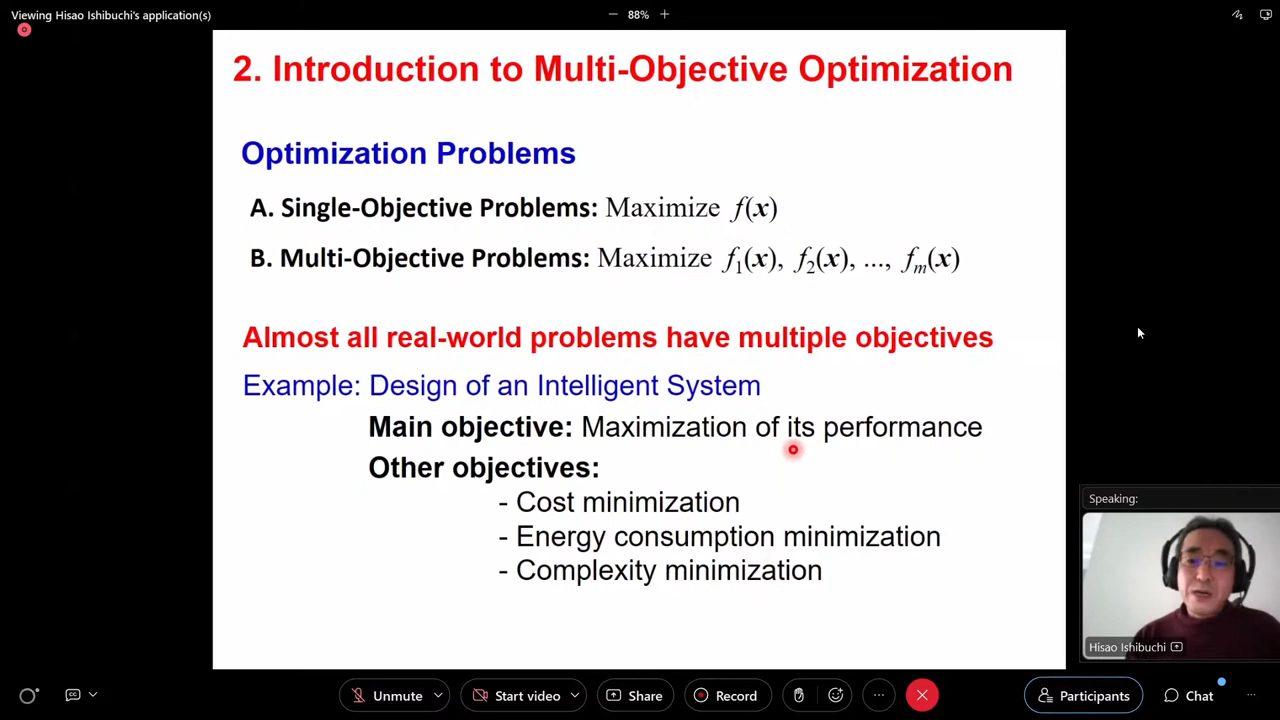 Viewing Hisao Ishibuchi's application(s)
88%
2. Introduction to Multi-Objective Optimization
Optimization Problems
A. Single-Objective Problems: Maximize f(x)
B. Multi-Objective Problems: Maximize f1(x), f2(x), ..., fm(x)
Almost all real-world problems have multiple objectives
Example: Design of an Intelligent System
Main objective: Maximization of its performance
Other objectives:
- Cost minimization
- Energy consumption minimization
- Complexity minimization
Speaking:
Hisao Ishibuchi
CC
Unmute
Start video
Share
Record
Participants
Chat